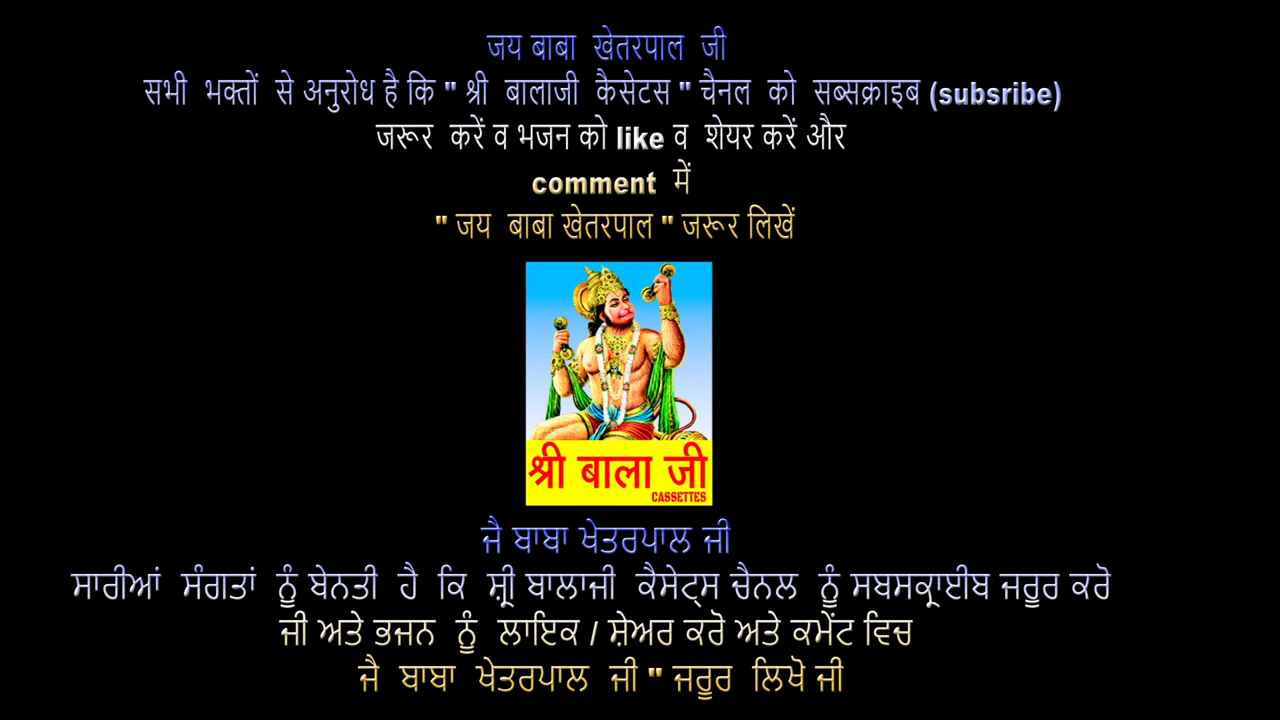 जय बाबा खेतरपाल जी
सभी भक्तों से अनुरोध है कि " श्री बालाजी कैसेटस " चैनल को सब्सक्राइब (subsribe)
जरूर करें व भजन को like व शेयर करें और
comment में
" जय बाबा खेतरपाल " जरूर लिखें
श्री बाला जी
CASSETTES
ਜੈ ਬਾਬਾ ਖੇਤਰਪਾਲ ਜੀ
ਸਾਰੀਆਂ ਸੰਗਤਾਂ ਨੂੰ ਬੇਨਤੀ ਹੈ ਕਿ ਸ਼੍ਰੀ ਬਾਲਾਜੀ ਕੈਸੇਟ੍ਸ ਚੈਨਲ ਨੂੰ ਸਬਸਕ੍ਰਾਈਬ ਜਰੂਰ ਕਰੋ
ਜੀ ਅਤੇ ਭਜਨ ਨੂੰ ਲਾਇਕ / ਸ਼ੇਅਰ ਕਰੋ ਅਤੇ ਕਮੇਂਟ ਵਿਚ
ਜੈ ਬਾਬਾ ਖੇਤਰਪਾਲ ਜੀ " ਜਰੂਰ ਲਿਖੋ ਜੀ